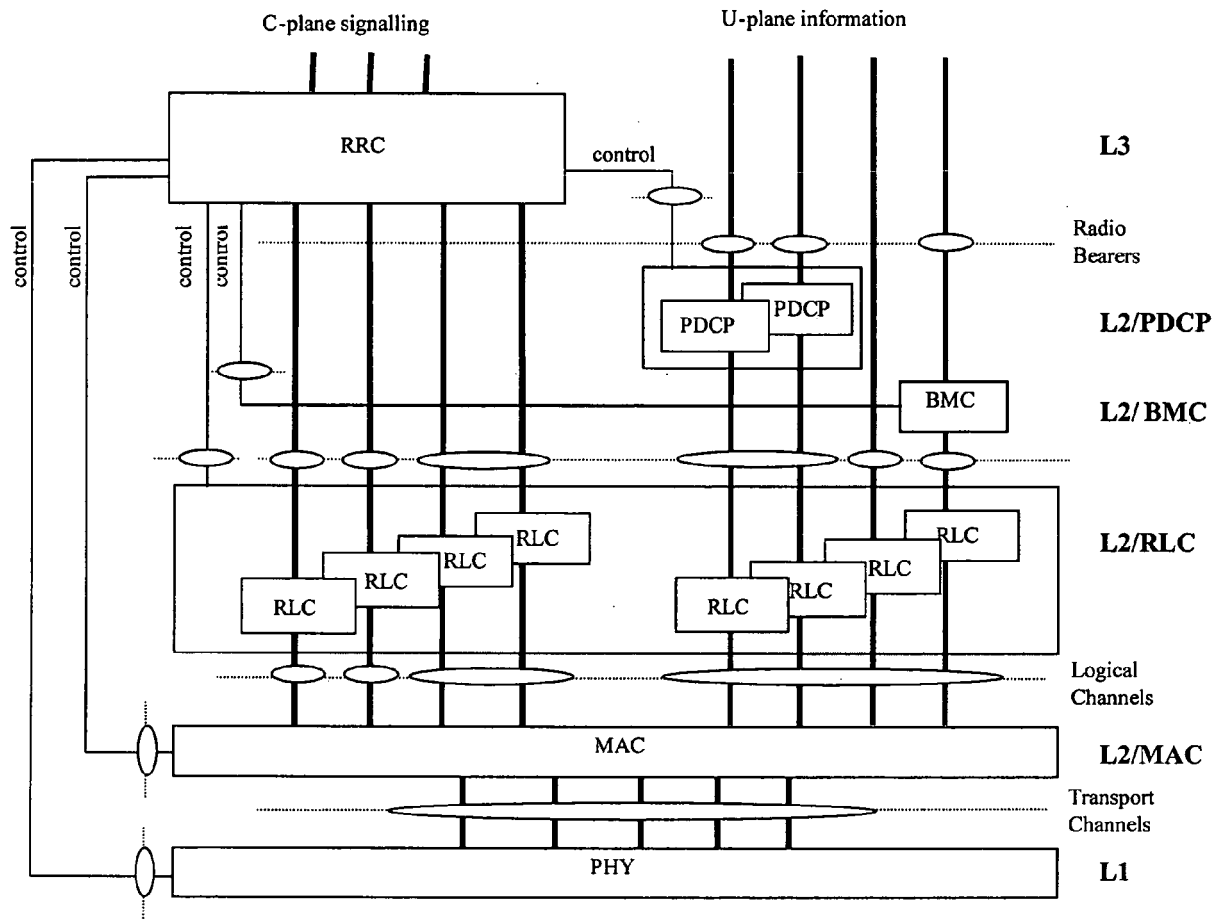 C-plane signalling
U-plane information
RRC
control
L3
control
control
control
control
Radio
Bearers
PDCP
PDCP
L2/PDCP
BMC
L2/ BMC
RLC
RLC
RLC
RLC
RLC
RLC
RLC
RLC
L2/RLC
Logical
Channels
MAC
L2/MAC
Transport
Channels
PHY
L1